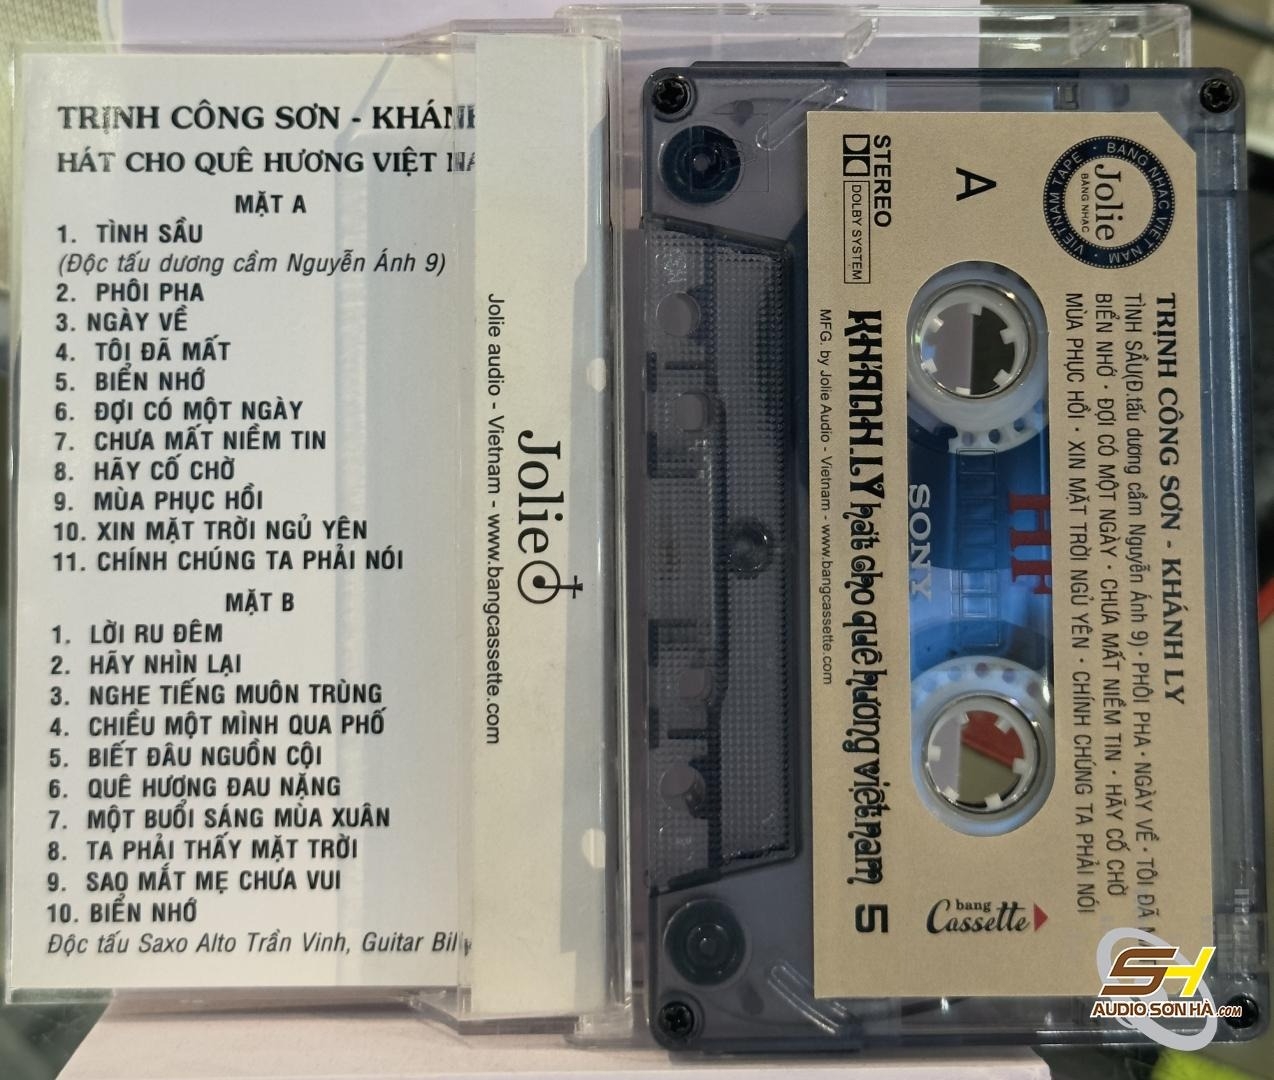 TRỊNH CÔNG SƠN - KHÁNH
HÁT CHO QUÊ HƯƠNG VIỆT NA
MẶT A
1. TÌNH SẦU
(Độc tấu dương cầm Nguyễn Ánh 9)
2. PHÔI PHA
3. NGÀY VỀ
4. TÔI ĐÃ MẤT
5. BIỂN NHỚ
6. ĐỢI CÓ MỘT NGÀY
7. CHƯA MẤT NIỀM TIN
8. HÃY CỐ CHỜ
9. MÙA PHỤC HỒI
10. XIN MẶT TRỜI NGỦ YÊN
11. CHÍNH CHÚNG TA PHẢI NÓI
MẶT B
1. LỜI RU ĐÊM
2. HÃY NHÌN LẠI
3. NGHE TIẾNG MUÔN TRÙNG
4. CHIỀU MỘT MÌNH QUA PHỐ
5. BIẾT ĐÂU NGUỒN CỘI
6. QUÊ HƯƠNG ĐAU NẶNG
7. MỘT BUỔI SÁNG MÙA XUÂN
8. TA PHẢI THẤY MẶT TRỜI
9. SAO MẮT MẸ CHƯA VUI
10. BIỂN NHỚ
Độc tấu Saxo Alto Trần Vinh, Guitar Bil
Jolie
Jolie audio - Vietnam - www.bangcassette.com
VIETNAM TAPE · BANG NHAC VIET NAM
Jolie
BĂNG NHẠC
A
STEREO
DOLBY SYSTEM
TRỊNH CÔNG SƠN - KHÁNH LY
TÌNH SẦU(Đ.tấu dương cầm Nguyễn Ánh 9) · PHÔI PHA · NGÀY VỀ · TÔI ĐÃ
BIỂN NHỚ · ĐỢI CÓ MỘT NGÀY · CHƯA MẤT NIỀM TIN · HÃY CỐ CHỜ
MÙA PHỤC HỒI · XIN MẶT TRỜI NGỦ YÊN · CHÍNH CHÚNG TA PHẢI NÓI
HF
SONY
KHÁNH.LY hát cho quê hương việt nam 5
MFG. by Jolie Audio - Vietnam - www.bangcassette.com
bang
Cassette
SH
AUDIO SON HÀ.COM